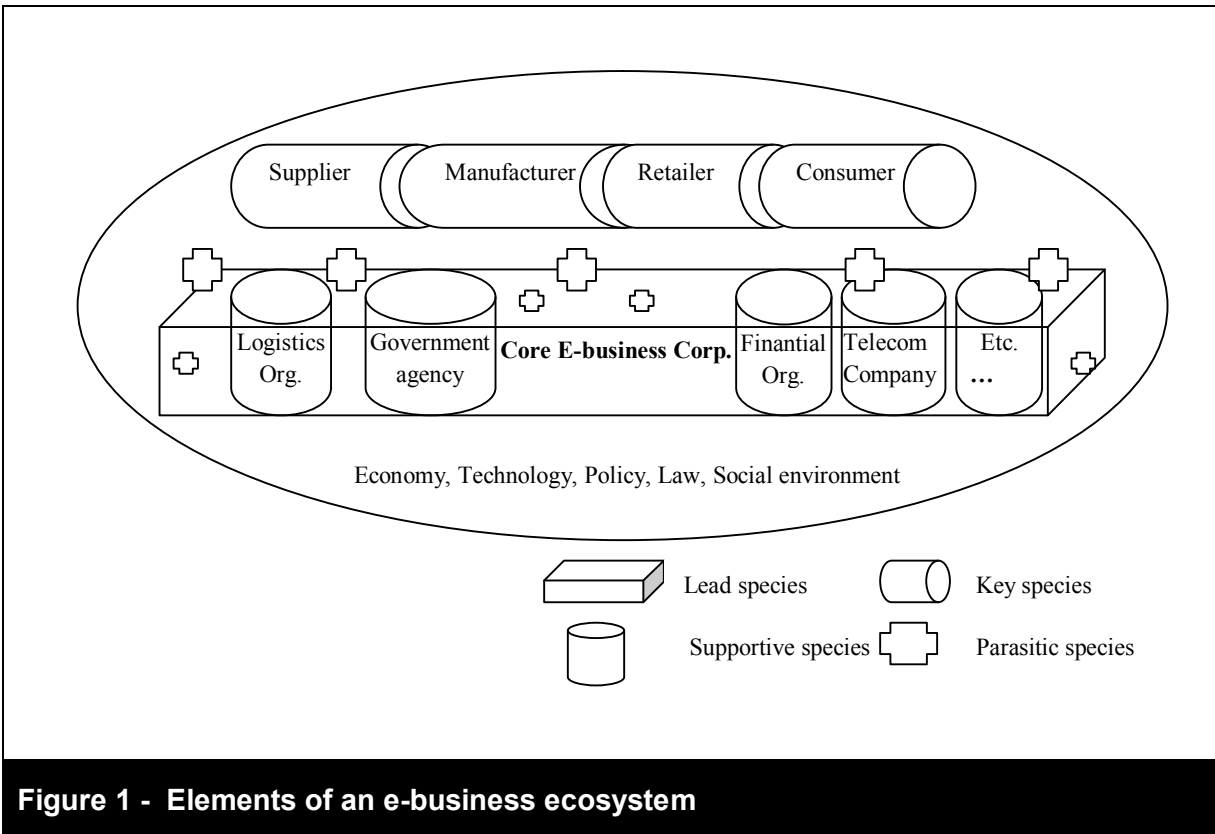 Supplier
Manufacturer
Retailer
Consumer
Logistics
Org.
Government
agency
Core E-business Corp.
Finantial
Org.
Telecom
Company
Etc.
...
Economy, Technology, Policy, Law, Social environment
Lead species
Key species
Supportive species
Parasitic species
Figure 1 - Elements of an e-business ecosystem